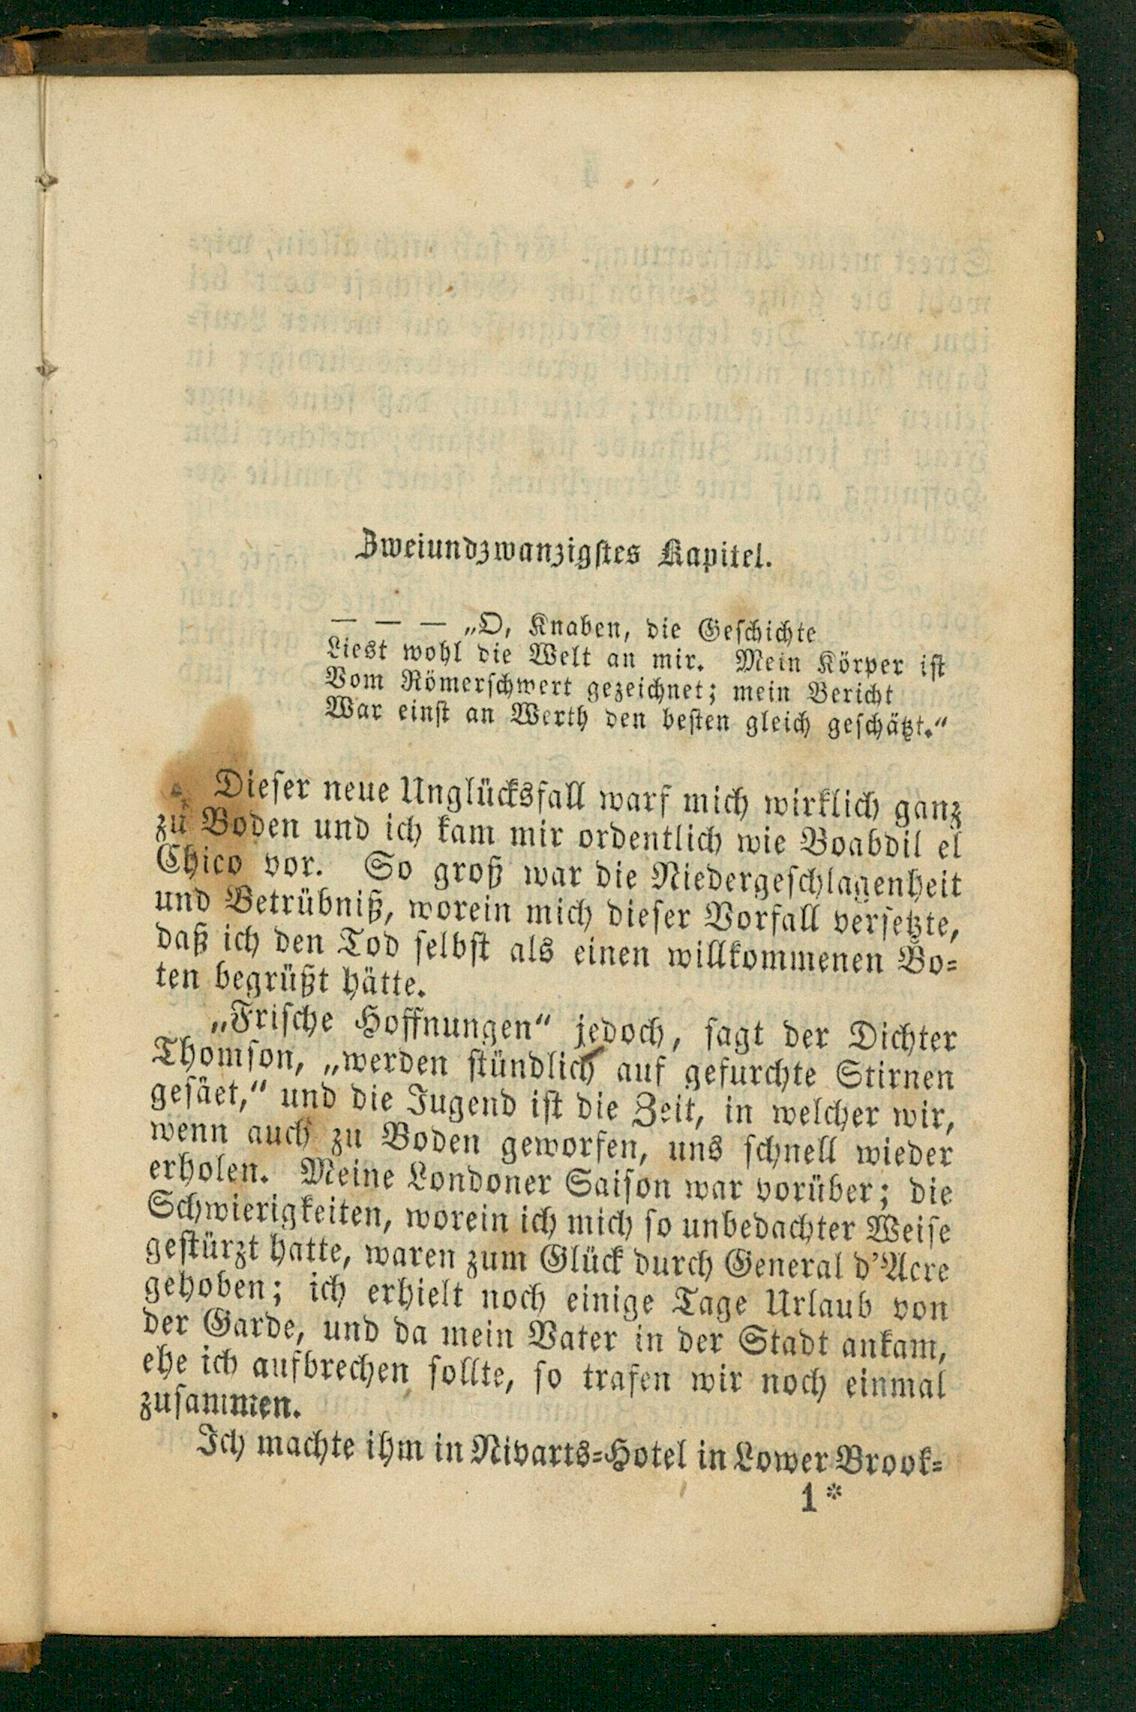 Zweiundzwanzigstes Kapitel.
— — — „O, Knaben, die Geschichte
Liest wohl die Welt an mir. Mein Körper ist
Vom Römerschwert gezeichnet; mein Bericht
War einst an Werth den besten gleich geschätzt.“
Dieser neue Unglücksfall warf mich wirklich ganz
zu Boden und ich kam mir ordentlich wie Boabdil el
Chico vor. So groß war die Niedergeschlagenheit
und Betrübniß, worein mich dieser Vorfall versetzte,
daß ich den Tod selbst als einen willkommenen Bo-
ten begrüßt hätte.
„Frische Hoffnungen“ jedoch, sagt der Dichter
Thomson, „werden stündlich auf gefurchte Stirnen
gesäet,“ und die Jugend ist die Zeit, in welcher wir,
wenn auch zu Boden geworfen, uns schnell wieder
erholen. Meine Londoner Saison war vorüber; die
Schwierigkeiten, worein ich mich so unbedachter Weise
gestürzt hatte, waren zum Glück durch General d'Acre
gehoben; ich erhielt noch einige Tage Urlaub von
der Garde, und da mein Vater in der Stadt ankam,
ehe ich aufbrechen sollte, so trafen wir noch einmal
zusammen.
Ich machte ihm in Nivarts-Hotel in Lower Brook-
1*